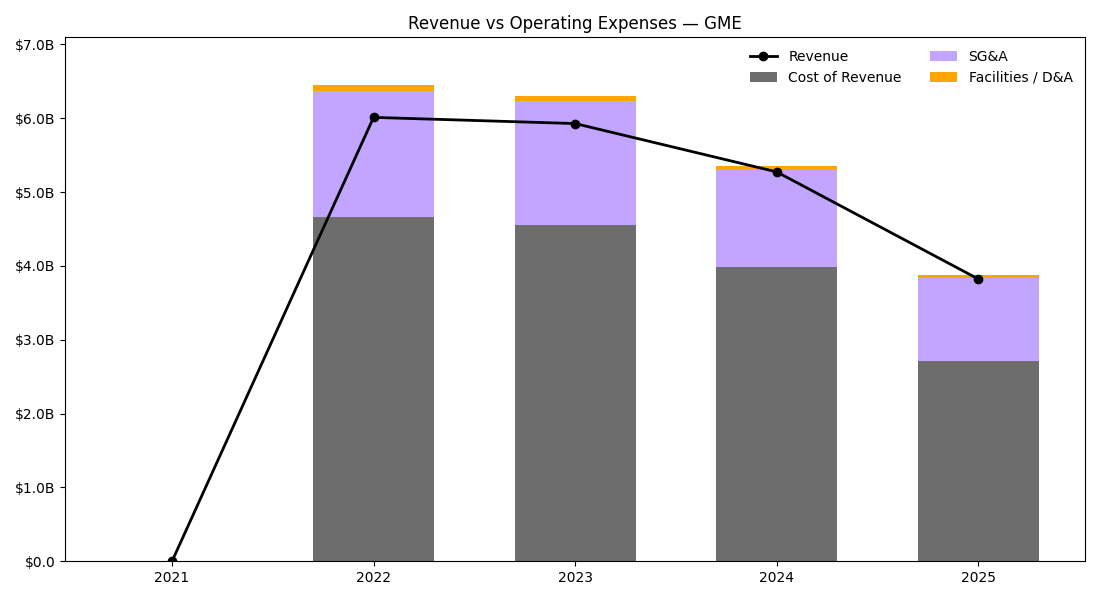 Revenue vs Operating Expenses — GME
$7.0B
$6.0B
$5.0B
$4.0B
$3.0B
$2.0B
$1.0B
$0.0
Revenue
Cost of Revenue
SG&A
Facilities / D&A
2021 2022 2023 2024 2025